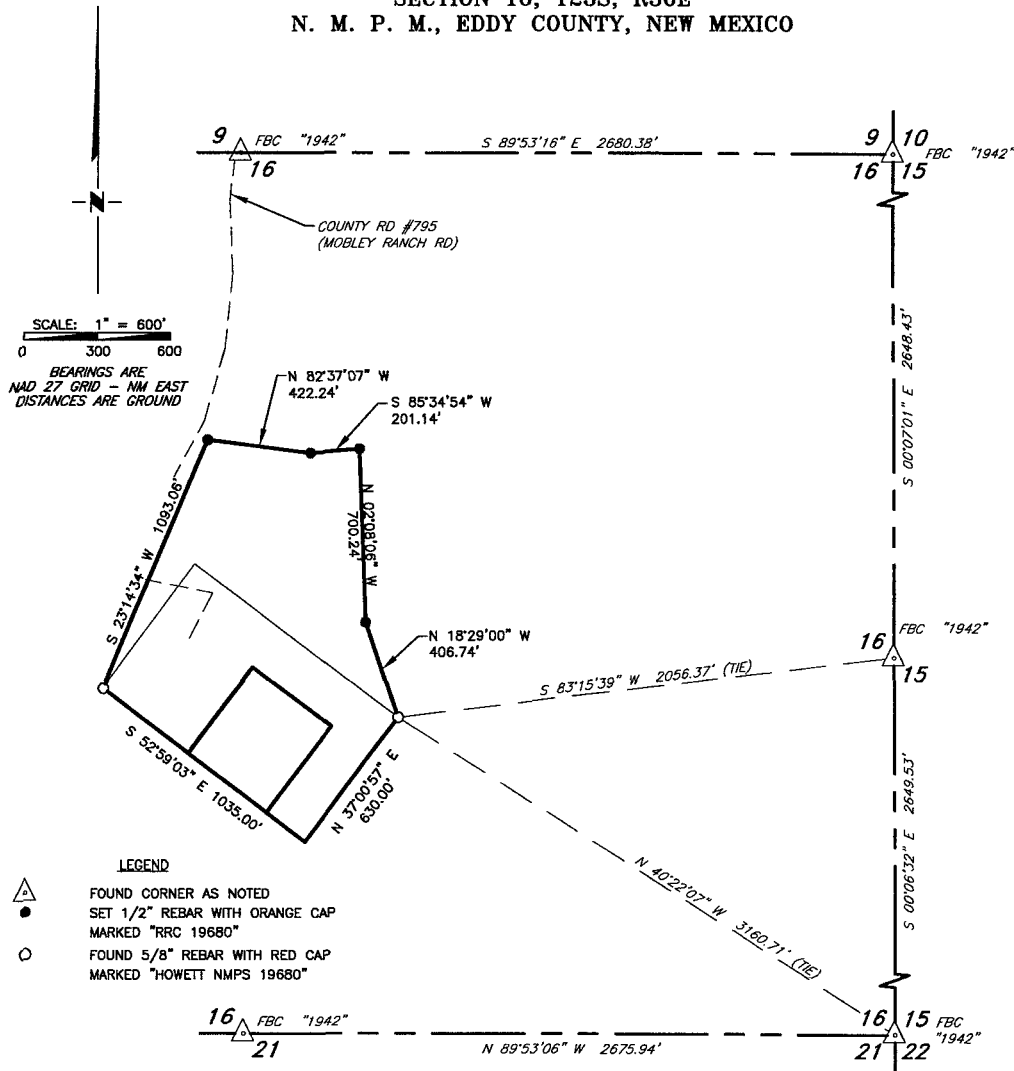 N. M. P. M., EDDY COUNTY, NEW MEXICO
9 FBC "1942"
16
S 89°53'16" E 2680.38'
9 10
16 15
FBC "1942"
N
COUNTY RD #795
(MOBLEY RANCH RD)
S 00°07'01" E 2648.43'
SCALE: 1" = 600'
0 300 600
BEARINGS ARE
NAD 27 GRID – NM EAST
DISTANCES ARE GROUND
N 82°37'07" W
422.24'
S 85°34'54" W
201.14'
S 23°14'34" W 1093.06'
N 02°08'06" W
700.24'
N 18°29'00" W
406.74'
16 FBC "1942"
15
S 83°15'39" W 2056.37' (TIE)
S 52°59'03" E 1035.00'
N 37°00'57" E
630.00'
N 40°22'07" W 3160.71' (TIE)
S 00°06'32" E 2649.53'
LEGEND
FOUND CORNER AS NOTED
SET 1/2" REBAR WITH ORANGE CAP
MARKED "RRC 19680"
FOUND 5/8" REBAR WITH RED CAP
MARKED "HOWETT NMPS 19680"
16 FBC "1942"
21
N 89°53'06" W 2675.94'
16 15 FBC
21 22 "1942"